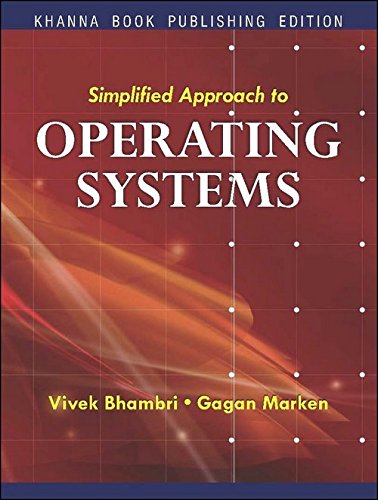 KHANNA BOOK PUBLISHING EDITION
Simplified Approach to
OPERATING
SYSTEMS
Vivek Bhambri • Gagan Marken